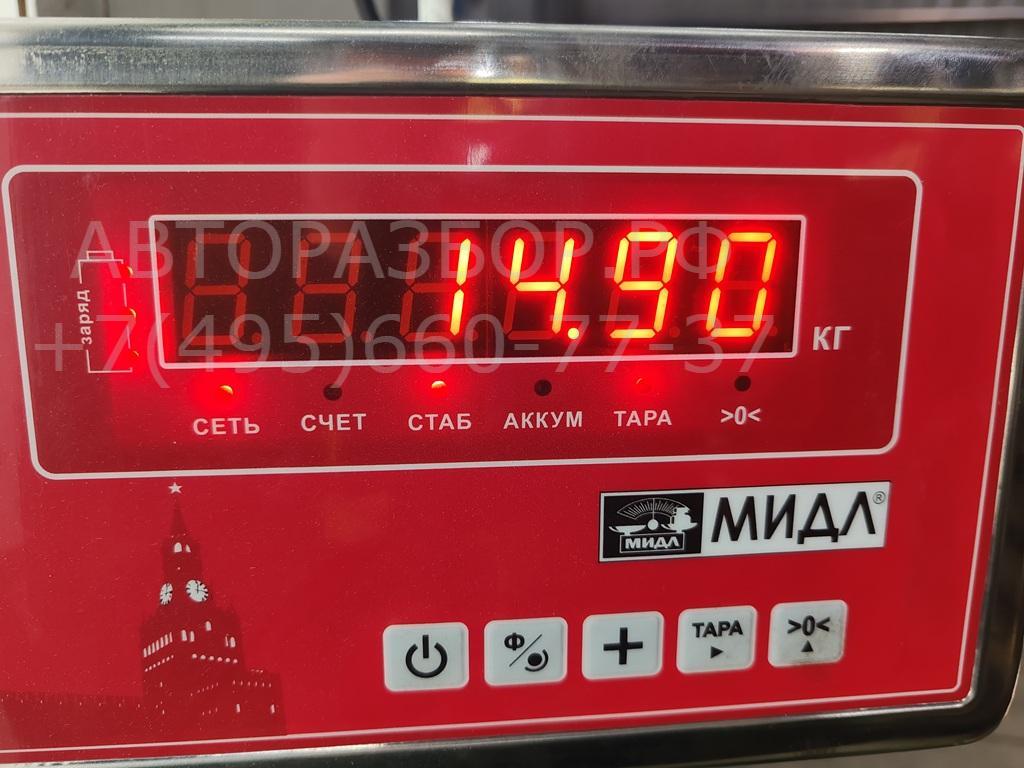 АВТОРАЗБОР.РФ
+7(495)660-77-37
заряд
14.90
КГ
СЕТЬ СЧЕТ СТАБ АККУМ ТАРА >0<
МИДЛ МИДЛ®
Ф ТАРА >0<